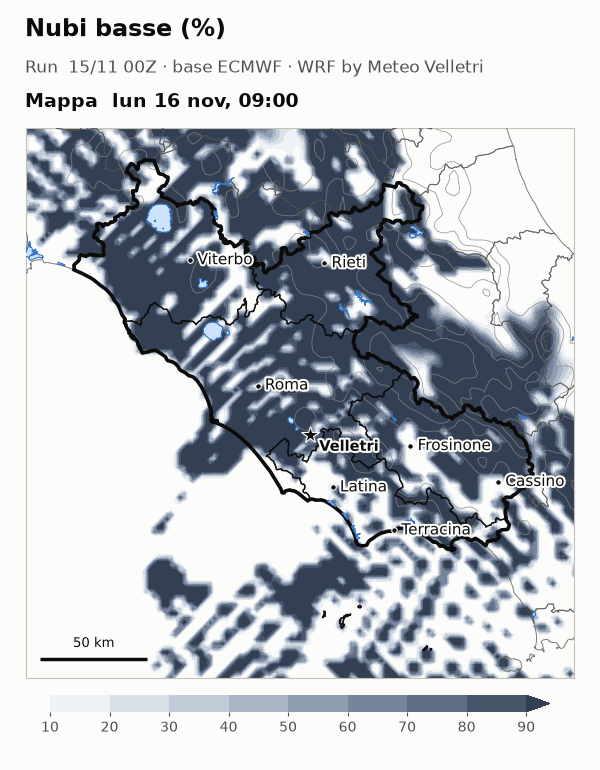 Nubi basse (%)
Run  15/11 00Z · base ECMWF · WRF by Meteo Velletri
Mappa  lun 16 nov, 09:00
Viterbo
Rieti
Roma
Velletri
Frosinone
Latina
Cassino
Terracina
50 km
10 20 30 40 50 60 70 80 90